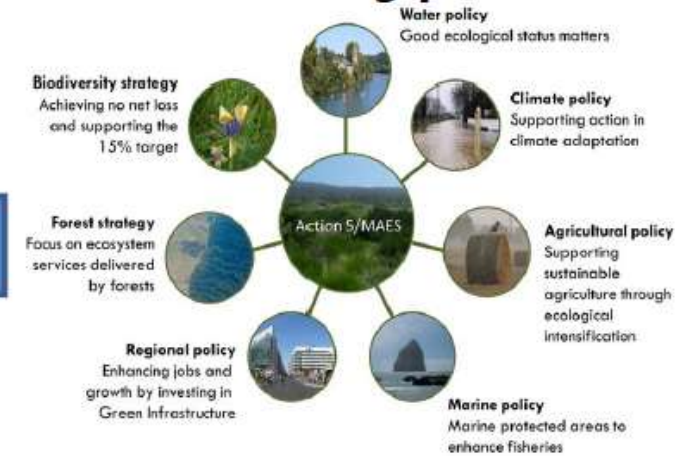 Water policy
Good ecological status matters
Biodiversity strategy
Achieving no net loss
and supporting the
15% target
Climate policy
Supporting action in
climate adaptation
Action 5/MAES
Forest strategy
Focus on ecosystem
services delivered
by forests
Agricultural policy
Supporting
sustainable
agriculture through
ecological
intensification
Regional policy
Enhancing jobs and
growth by investing in
Green Infrastructure
Marine policy
Marine protected areas to
enhance fisheries